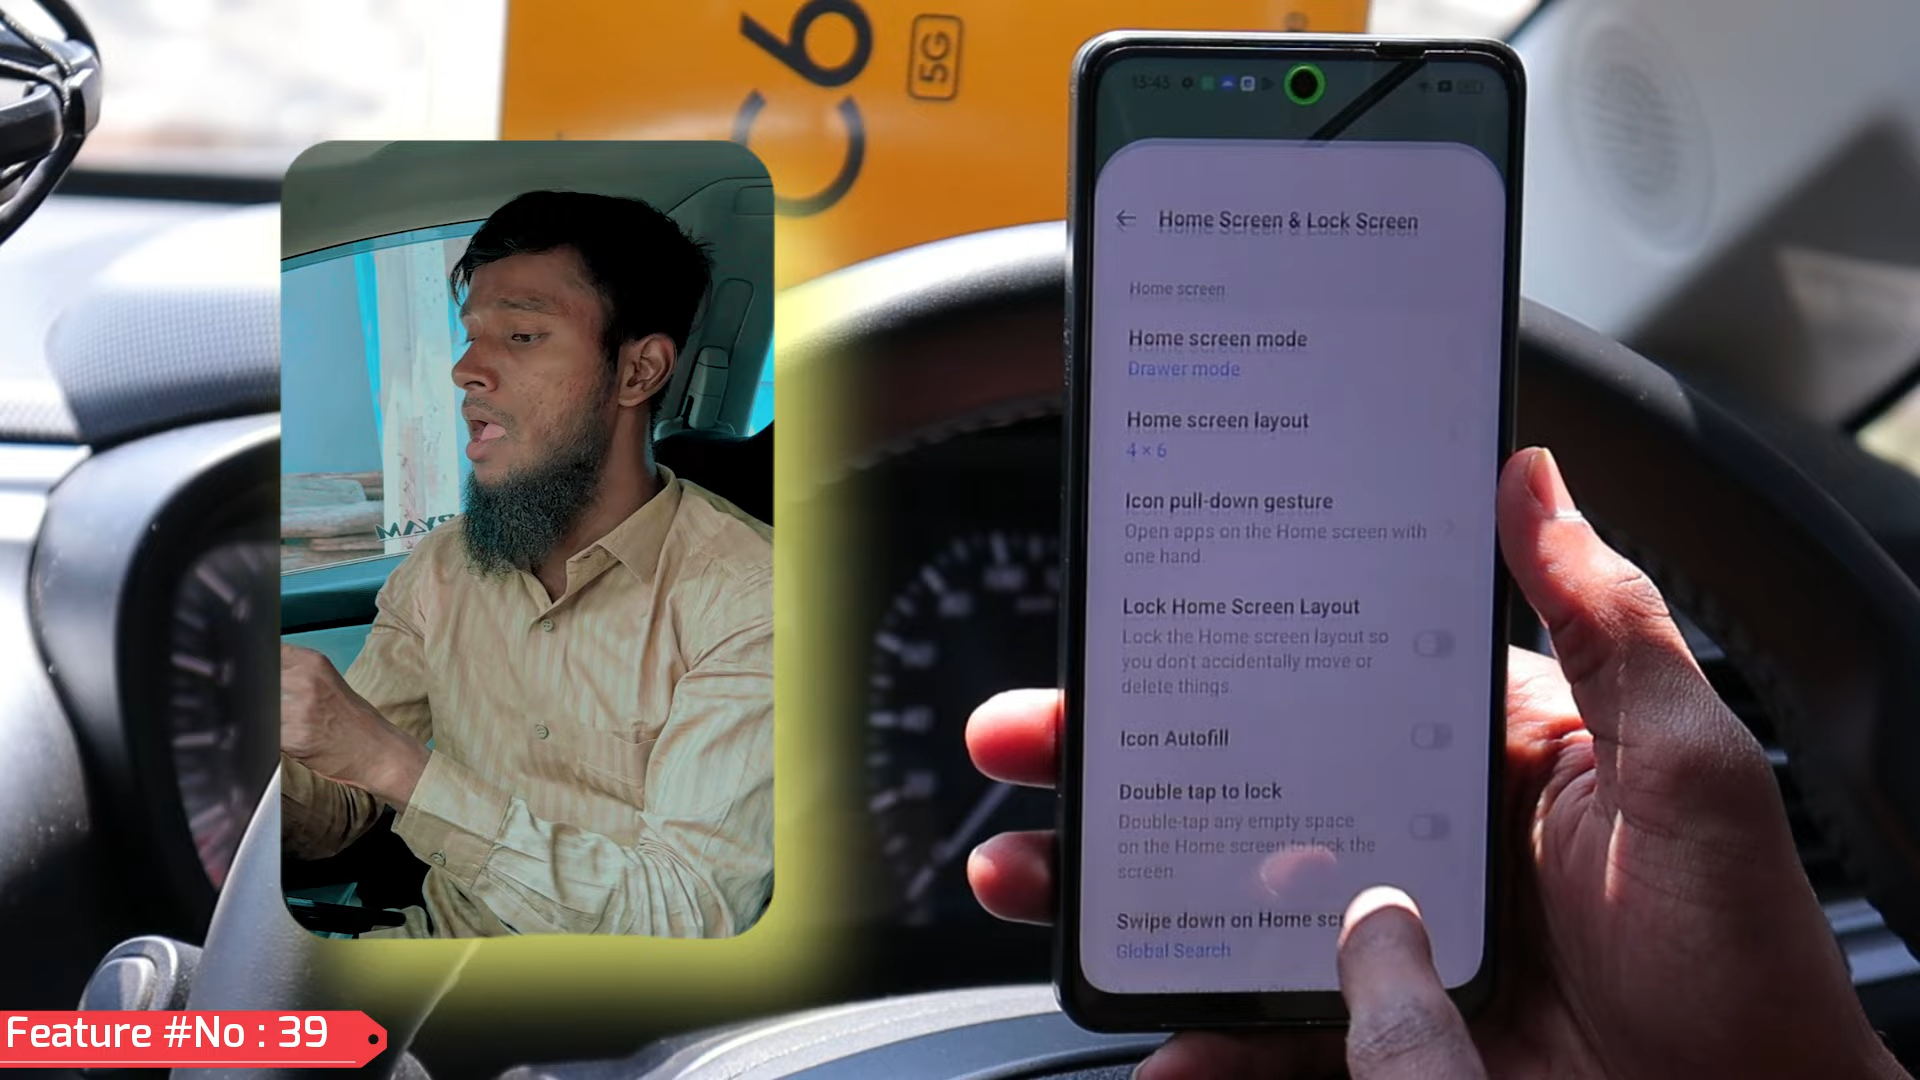 C6
5G
13:43
Home Screen & Lock Screen
Home screen
Home screen mode
Drawer mode
Home screen layout
4 × 6
Icon pull-down gesture
Open apps on the Home screen with
one hand.
Lock Home Screen Layout
Lock the Home screen layout so
you don't accidentally move or
delete things.
Icon Autofill
Double tap to lock
Double-tap any empty space
on the Home screen to lock the
screen.
Swipe down on Home scr
Global Search
Feature #No : 39